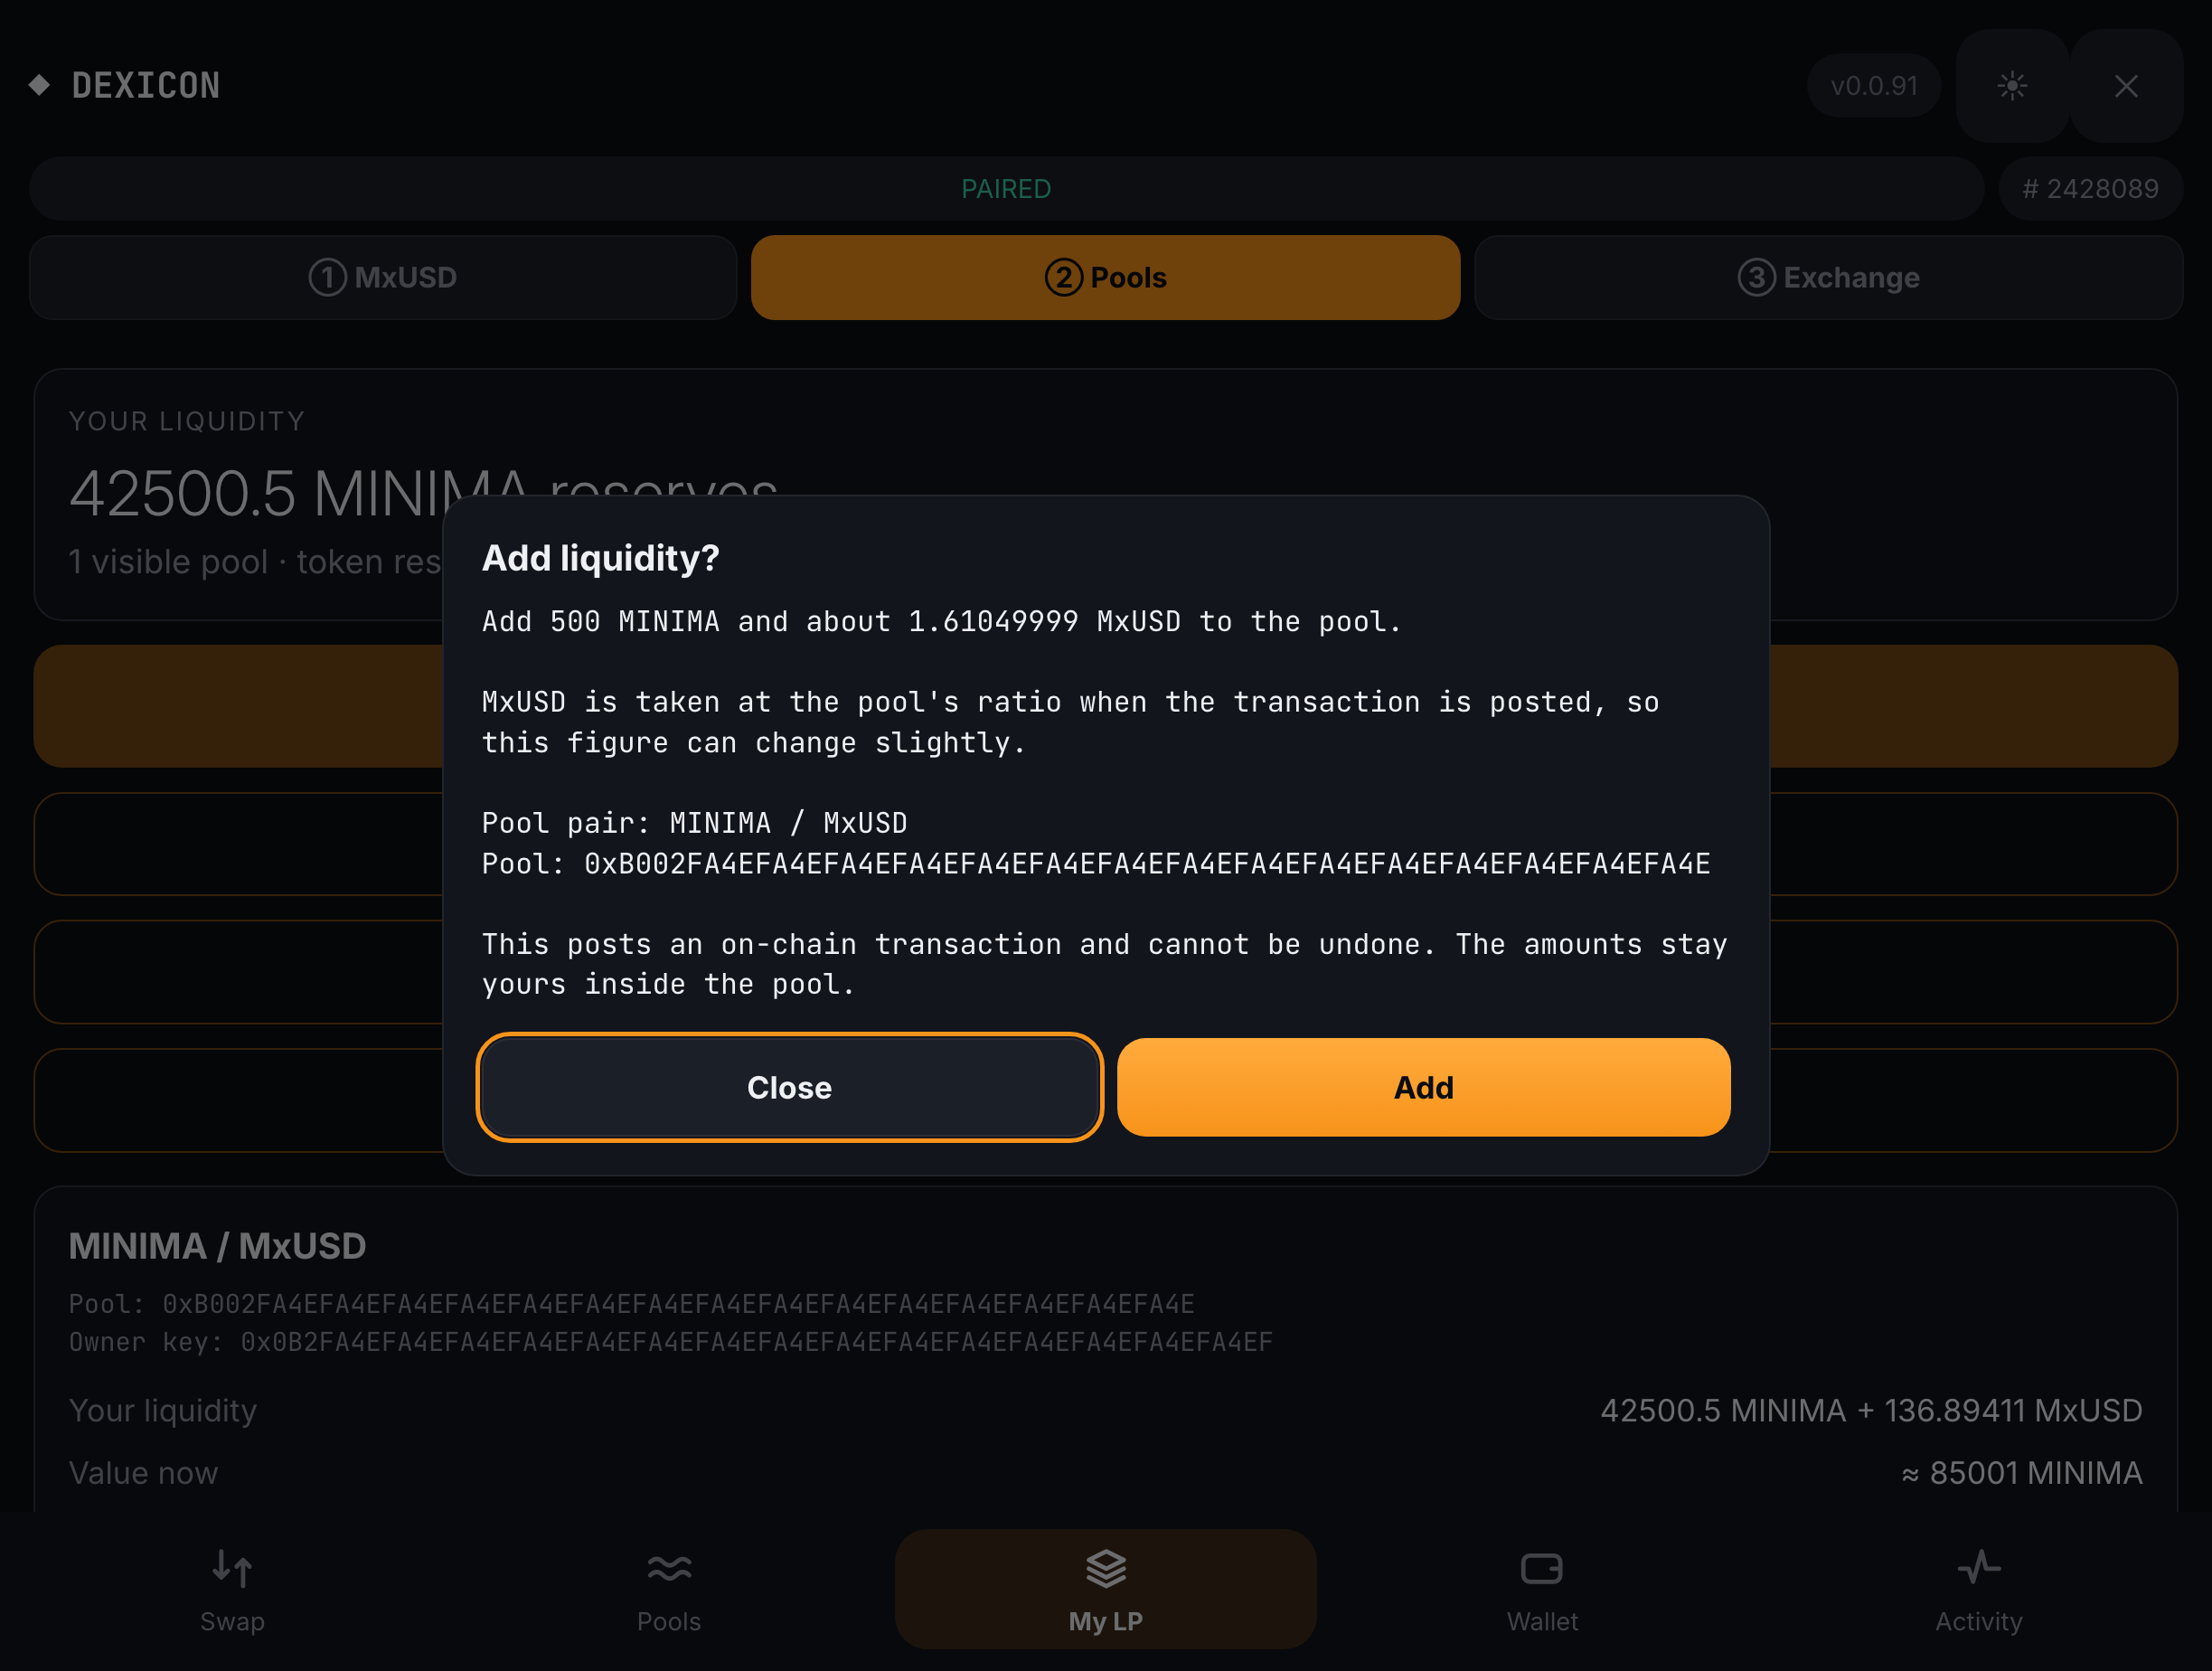 DEXICON
v0.0.91
PAIRED
# 2428089
1 MxUSD
2 Pools
3 Exchange
YOUR LIQUIDITY
42500.5 MINIMA reserves
1 visible pool · token res
Add liquidity?
Add 500 MINIMA and about 1.61049999 MxUSD to the pool.
MxUSD is taken at the pool's ratio when the transaction is posted, so
this figure can change slightly.
Pool pair: MINIMA / MxUSD
Pool: 0xB002FA4EFA4EFA4EFA4EFA4EFA4EFA4EFA4EFA4EFA4EFA4EFA4EFA4EFA4EFA4E
This posts an on-chain transaction and cannot be undone. The amounts stay
yours inside the pool.
Close
Add
MINIMA / MxUSD
Pool: 0xB002FA4EFA4EFA4EFA4EFA4EFA4EFA4EFA4EFA4EFA4EFA4EFA4EFA4EFA4EFA4E
Owner key: 0x0B2FA4EFA4EFA4EFA4EFA4EFA4EFA4EFA4EFA4EFA4EFA4EFA4EFA4EFA4EFA4EF
Your liquidity
42500.5 MINIMA + 136.89411 MxUSD
Value now
≈ 85001 MINIMA
Swap
Pools
My LP
Wallet
Activity